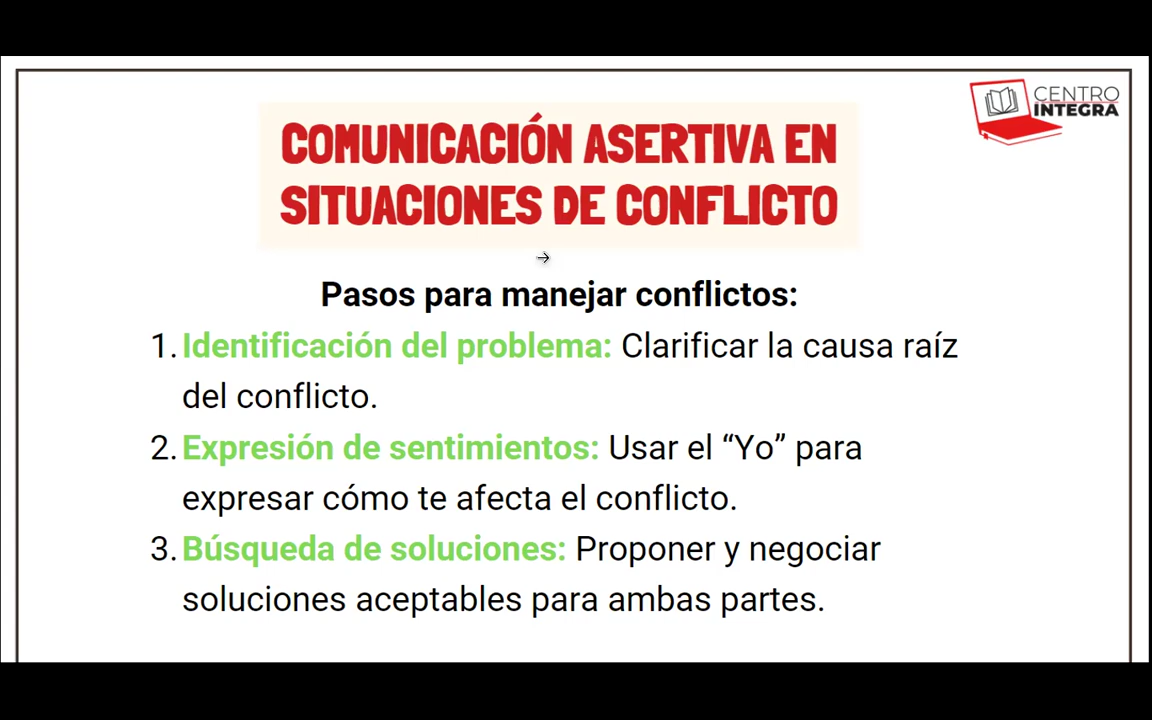 CENTRO
INTEGRA
COMUNICACIÓN ASERTIVA EN
SITUACIONES DE CONFLICTO
Pasos para manejar conflictos:
1. Identificación del problema: Clarificar la causa raíz
del conflicto.
2. Expresión de sentimientos: Usar el “Yo” para
expresar cómo te afecta el conflicto.
3. Búsqueda de soluciones: Proponer y negociar
soluciones aceptables para ambas partes.